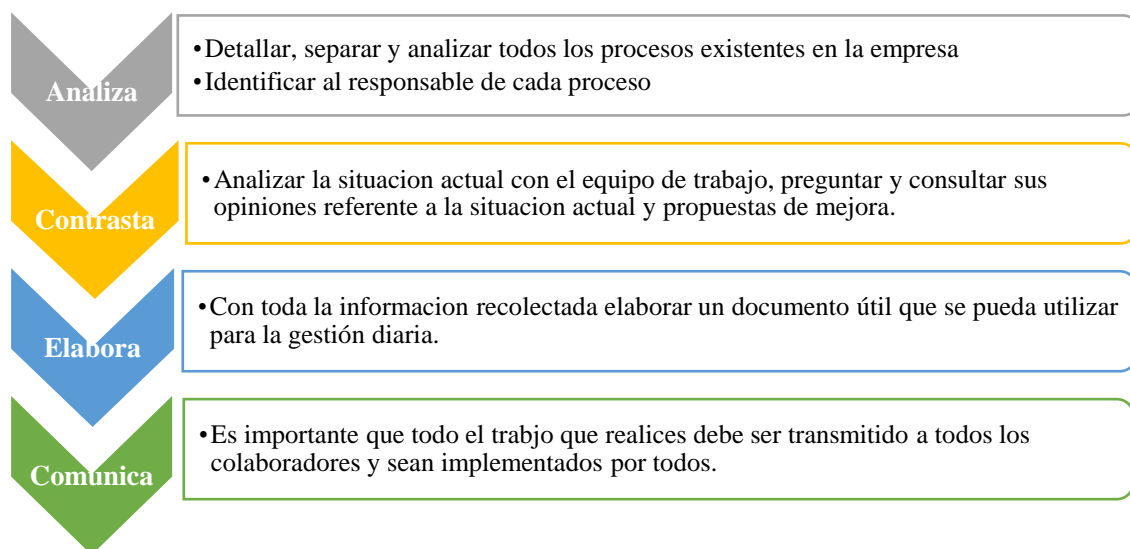 Analiza
•Detallar, separar y analizar todos los procesos existentes en la empresa
•Identificar al responsable de cada proceso
Contrasta
•Analizar la situacion actual con el equipo de trabajo, preguntar y consultar sus
opiniones referente a la situacion actual y propuestas de mejora.
Elabora
•Con toda la informacion recolectada elaborar un documento útil que se pueda utilizar
para la gestión diaria.
Comunica
•Es importante que todo el trabjo que realices debe ser transmitido a todos los
colaboradores y sean implementados por todos.